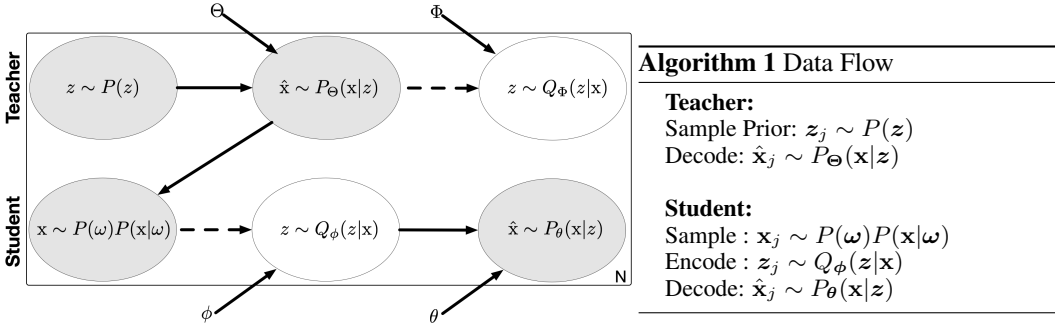 Θ
Φ
Teacher
z ∼ P(z)
x̂ ∼ P_Θ(x|z)
z ∼ Q_Φ(z|x)
Student
x ∼ P(ω)P(x|ω)
z ∼ Q_ϕ(z|x)
x̂ ∼ P_θ(x|z)
N
ϕ
θ
Algorithm 1 Data Flow
Teacher:
Sample Prior: z_j ∼ P(z)
Decode: x̂_j ∼ P_Θ(x|z)
Student:
Sample : x_j ∼ P(ω)P(x|ω)
Encode : z_j ∼ Q_ϕ(z|x)
Decode: x̂_j ∼ P_θ(x|z)